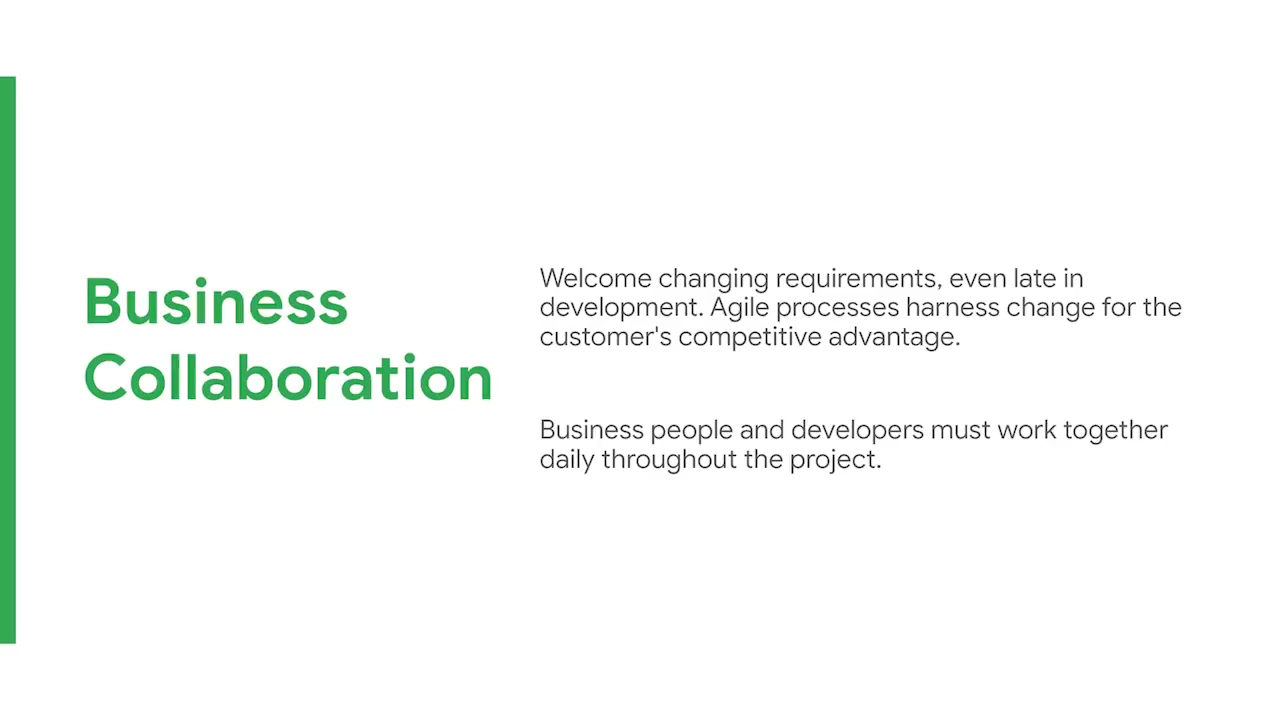 Business
Collaboration
Welcome changing requirements, even late in
development. Agile processes harness change for the
customer's competitive advantage.
Business people and developers must work together
daily throughout the project.